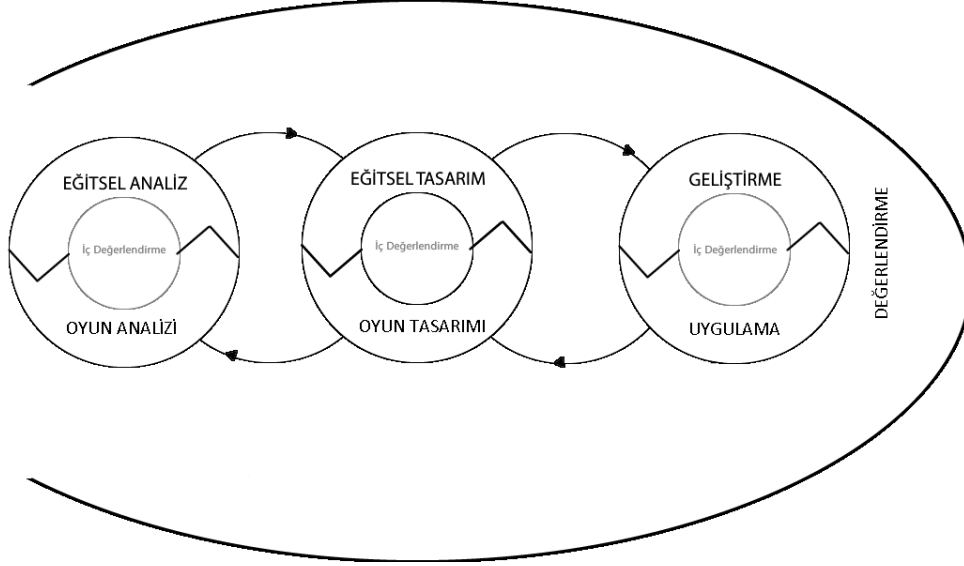 EĞİTSEL ANALİZ
İç Değerlendirme
OYUN ANALİZİ
EĞİTSEL TASARIM
İç Değerlendirme
OYUN TASARIMI
GELİŞTİRME
İç Değerlendirme
UYGULAMA
DEĞERLENDİRME